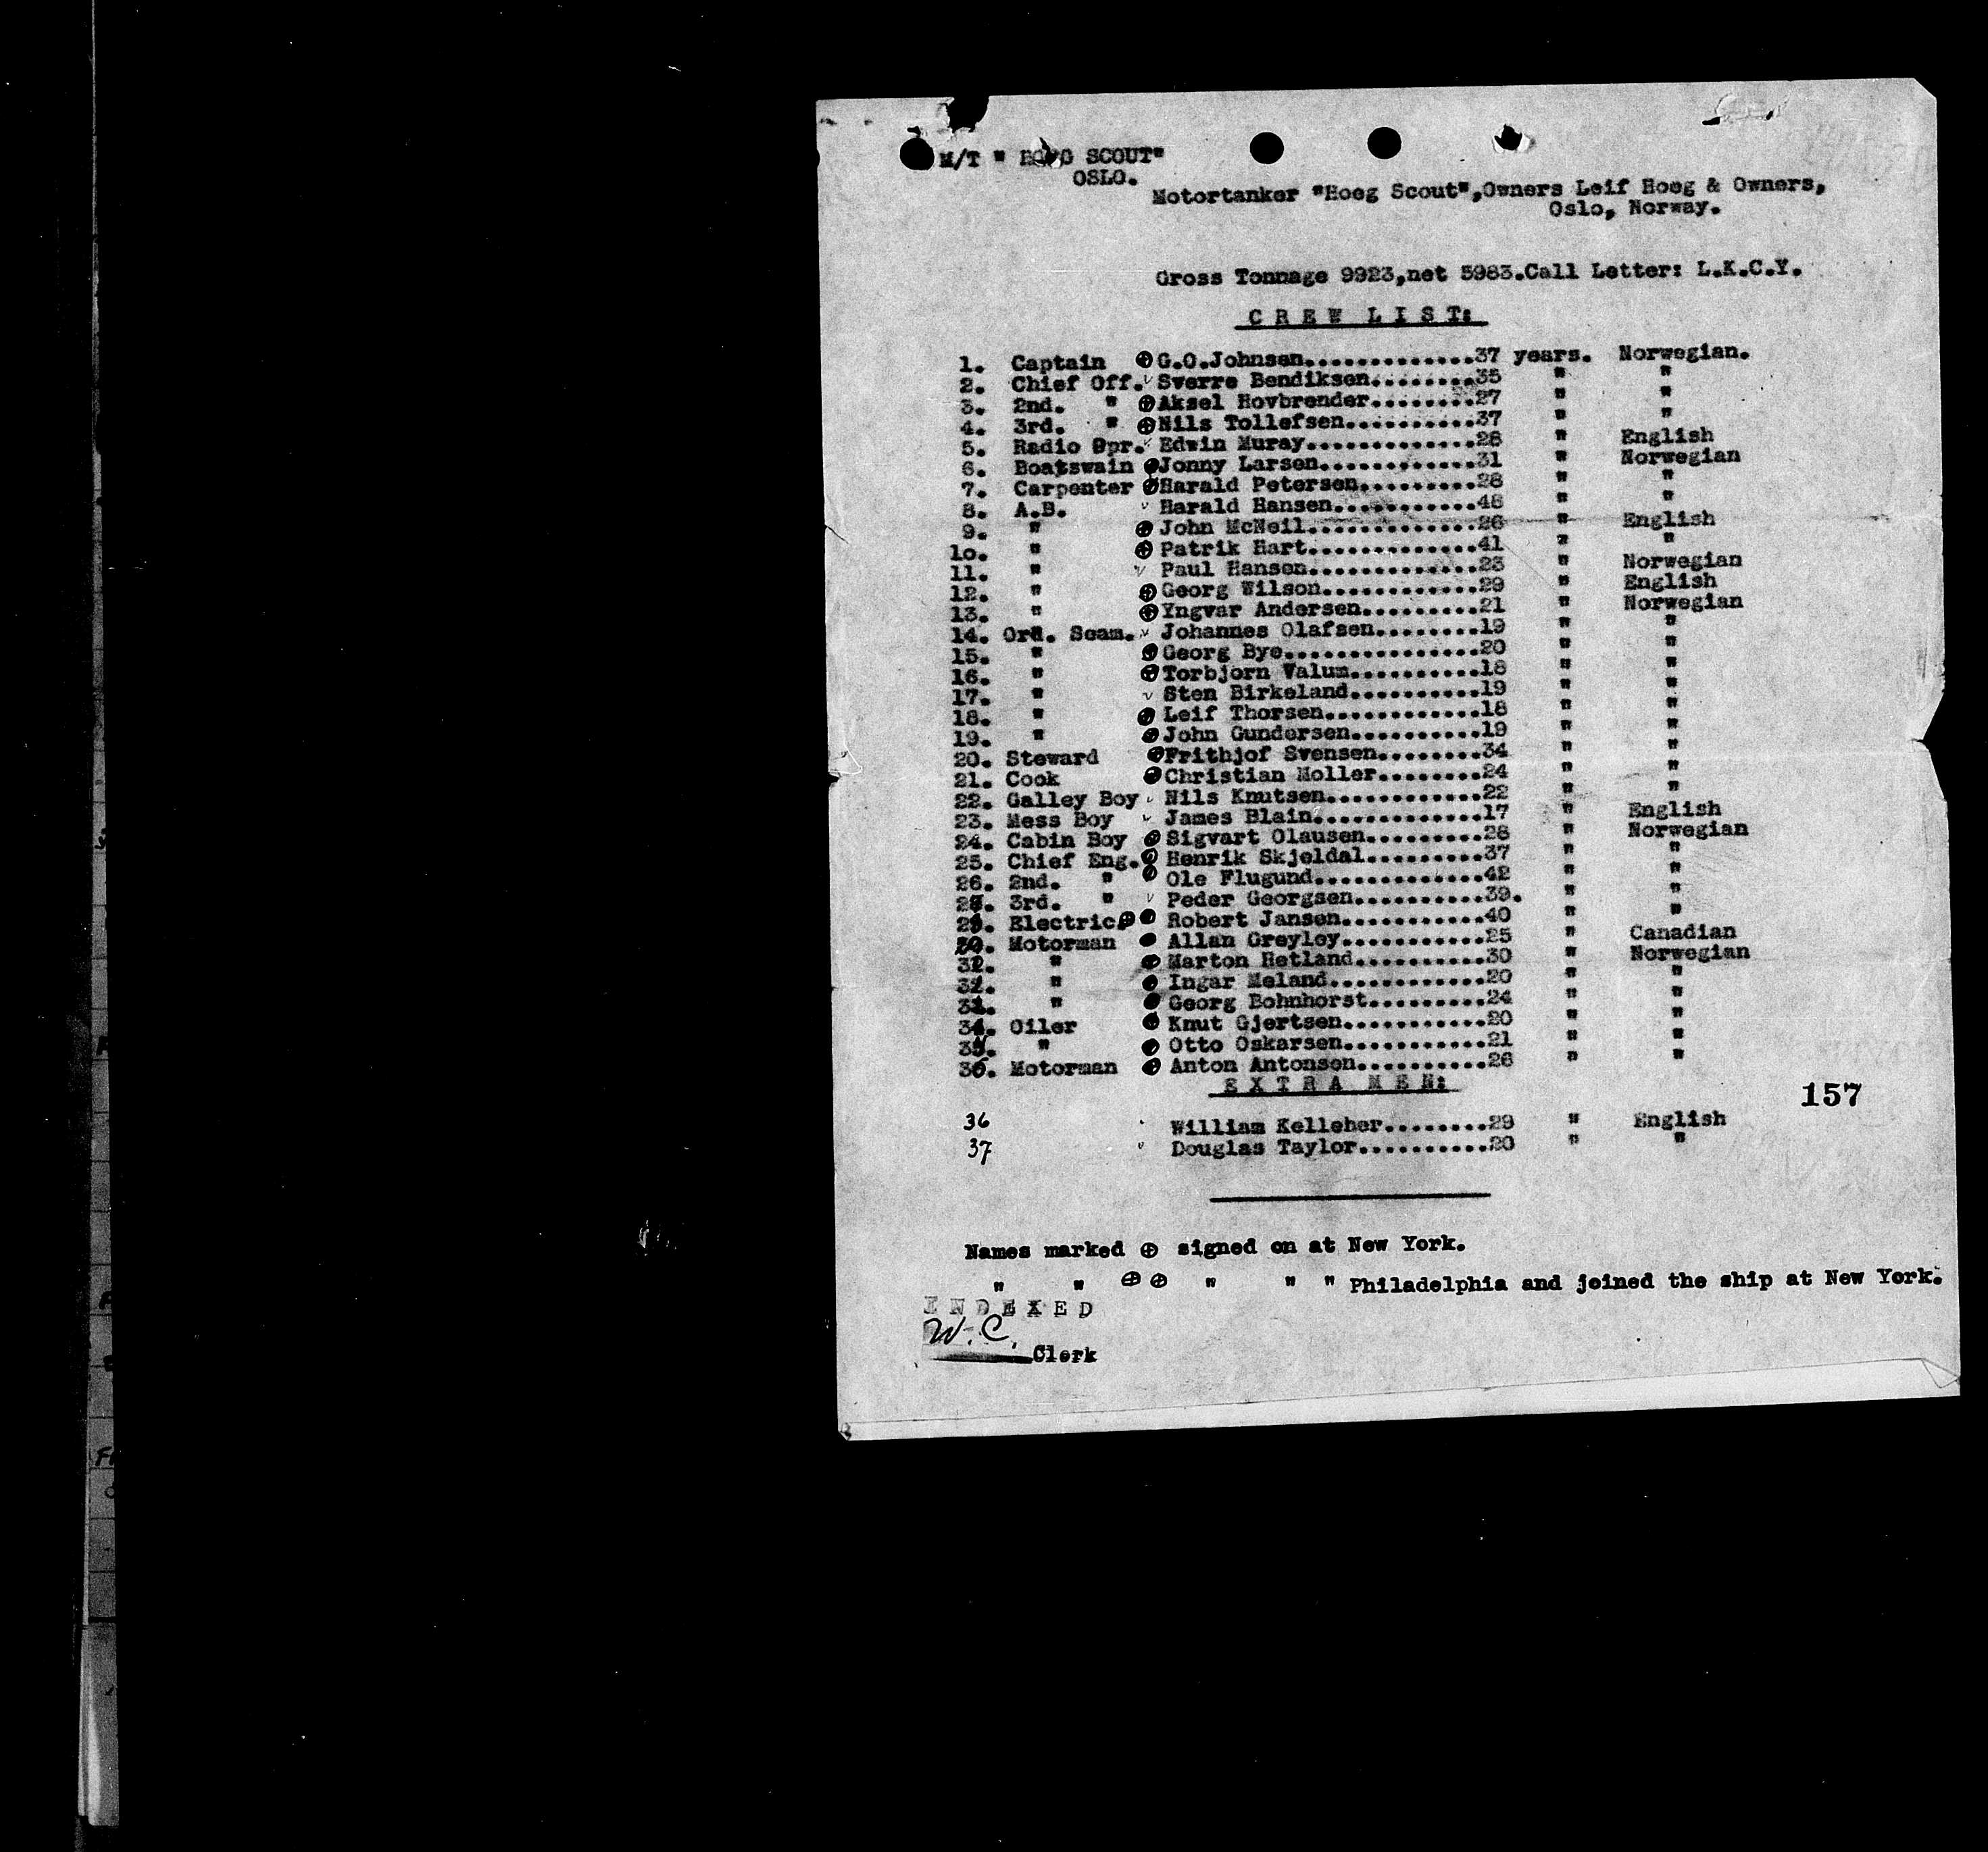 M/T " HOEG SCOUT"
OSLO.
Motortanker "Hoeg Scout",Owners Leif Hoeg & Owners,
Oslo, Norway.
Gross Tonnage 9923,net 5983.Call Letter: L.K.C.Y.
C R E W L I S T:
1. Captain ⊕ G.O.Johnsen..............37 years. Norwegian.
2. Chief Off. ✓ Sverre Bendiksen........35 " "
3. 2nd. " ⊕ Aksel Hovbrender........27 " "
4. 3rd. " ⊕ Nils Tollefsen..........37 " "
5. Radio Opr. ✓ Edwin Muray.............28 " English
6. Boatswain ⊕ Jonny Larsen............31 " Norwegian
7. Carpenter ⊕ Harald Petersen.........28 " "
8. A.B. ✓ Harald Hansen...........48 " "
9. " ⊕ John McNeil.............26 " English
10. " ⊕ Patrik Hart.............41 " "
11. " ✓ Paul Hansen.............23 " Norwegian
12. " ⊕ Georg Wilson............29 " English
13. " ⊕ Yngvar Andersen.........21 " Norwegian
14. Ord. Seam. ✓ Johannes Olafsen........19 " "
15. " ⊕ Georg Bye...............20 " "
16. " ⊕ Torbjorn Valum..........18 " "
17. " ✓ Sten Birkeland..........19 " "
18. " ⊕ Leif Thorsen............18 " "
19. " ⊕ John Gundersen..........19 " "
20. Steward ⊕ Frithjof Svensen........34 " "
21. Cook ⊕ Christian Moller........24 " "
22. Galley Boy ✓ Nils Knutsen............22 " "
23. Mess Boy ✓ James Blain.............17 " English
24. Cabin Boy ⊕ Sigvart Olausen.........28 " Norwegian
25. Chief Eng. ⊕ Henrik Skjeldal.........37 " "
26. 2nd. " ⊕ Ole Flugund.............42 " "
3rd. " ✓ Peder Georgsen..........39. " "
Electric. ⊕⊕ Robert Jansen...........40 " "
Motorman ⊕ Allan Greyley...........25 " Canadian
" ⊕ Marton Hetland..........30 " Norwegian
" ⊕ Ingar Meland............20 " "
" ⊕ Georg Bohnhorst.........24 " "
Oiler ⊕ Knut Gjertsen...........20 " "
" ⊕ Otto Oskarsen...........21 " "
Motorman ⊕ Anton Antonsen..........26 " "
E X T R A M E N:
157
36 William Kelleher........29 " English
37 ✓ Douglas Taylor..........20 " "
Names marked ⊕ signed on at New York.
" " ⊕⊕ " " " Philadelphia and joined the ship at New York.
I N D E X E D
W.C.
Clerk